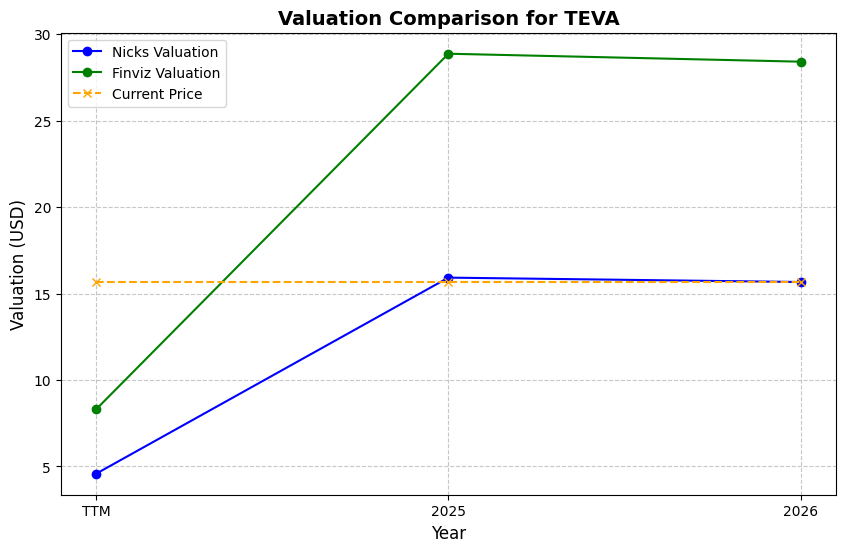 Valuation Comparison for TEVA
Nicks Valuation
Finviz Valuation
Current Price
Valuation (USD)
30
25
20
15
10
5
TTM
2025
2026
Year